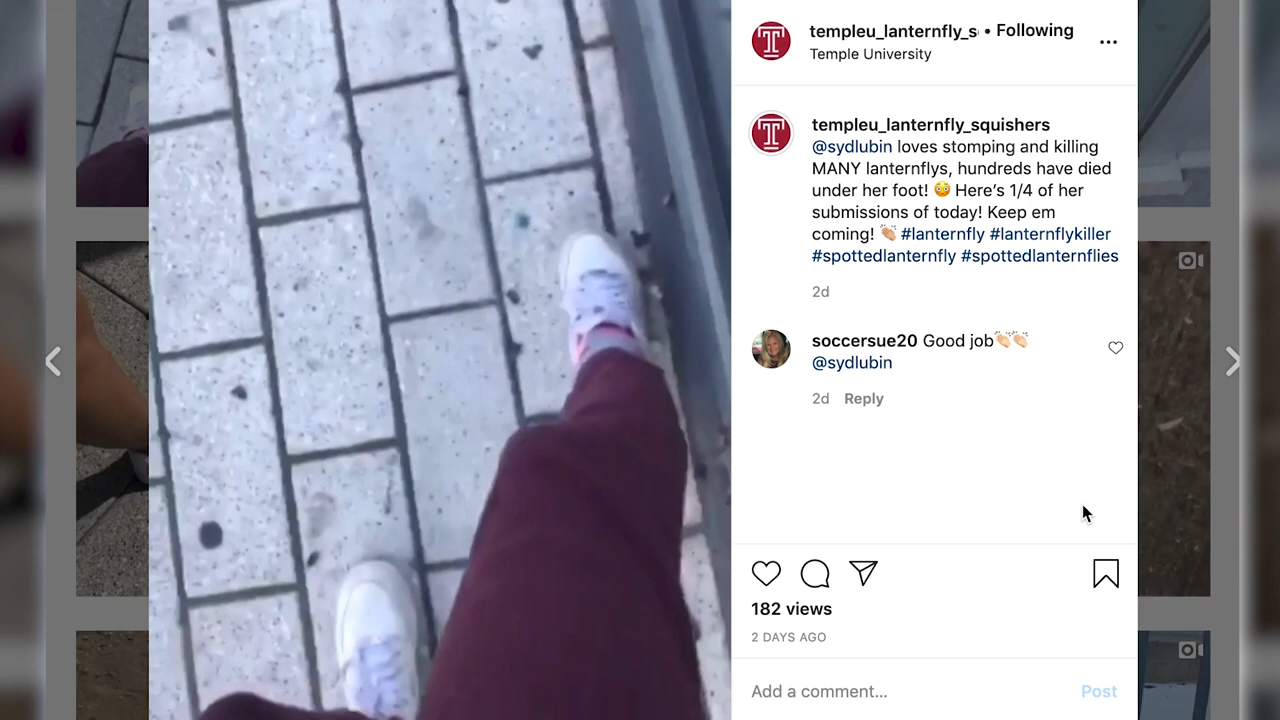 templeu_lanternfly_s • Following
Temple University
templeu_lanternfly_squishers
@sydlubin loves stomping and killing
MANY lanternflys, hundreds have died
under her foot! 😳 Here's 1/4 of her
submissions of today! Keep em
coming! 👏🏼 #lanternfly #lanternflykiller
#spottedlanternfly #spottedlanternflies
2d
soccersue20 Good job👏🏻👏🏻
@sydlubin
2d Reply
182 views
2 DAYS AGO
Add a comment... Post